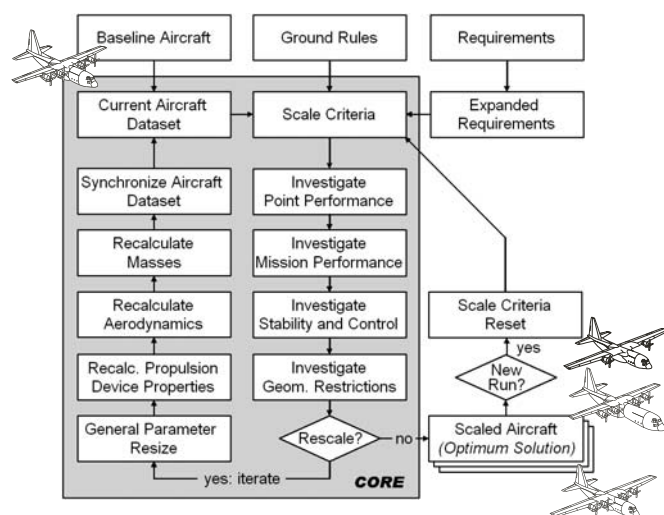 Baseline Aircraft
Ground Rules
Requirements
Current Aircraft
Dataset
Scale Criteria
Expanded
Requirements
Synchronize Aircraft
Dataset
Investigate
Point Performance
Recalculate
Masses
Investigate
Mission Performance
Recalculate
Aerodynamics
Investigate
Stability and Control
Scale Criteria
Reset
yes
Recalc. Propulsion
Device Properties
Investigate
Geom. Restrictions
New
Run?
General Parameter
Resize
Rescale?
no
Scaled Aircraft
(Optimum Solution)
yes: iterate
CORE